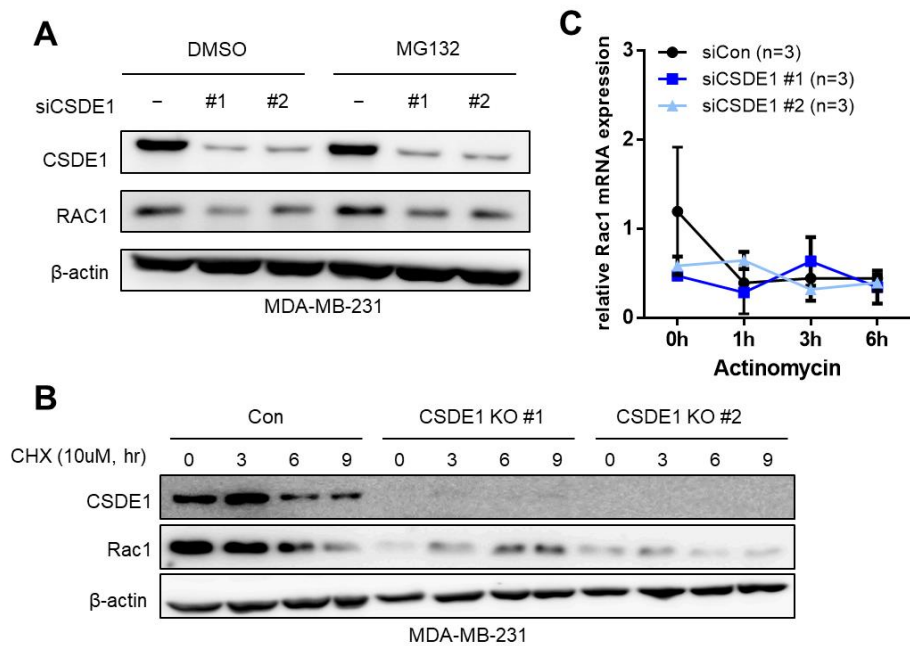 A
DMSO MG132
siCSDE1 – #1 #2 – #1 #2
CSDE1
RAC1
β-actin
MDA-MB-231
C
relative Rac1 mRNA expression
3
2
1
0
siCon (n=3)
siCSDE1 #1 (n=3)
siCSDE1 #2 (n=3)
0h 1h 3h 6h
Actinomycin
B
Con CSDE1 KO #1 CSDE1 KO #2
CHX (10uM, hr) 0 3 6 9 0 3 6 9 0 3 6 9
CSDE1
Rac1
β-actin
MDA-MB-231